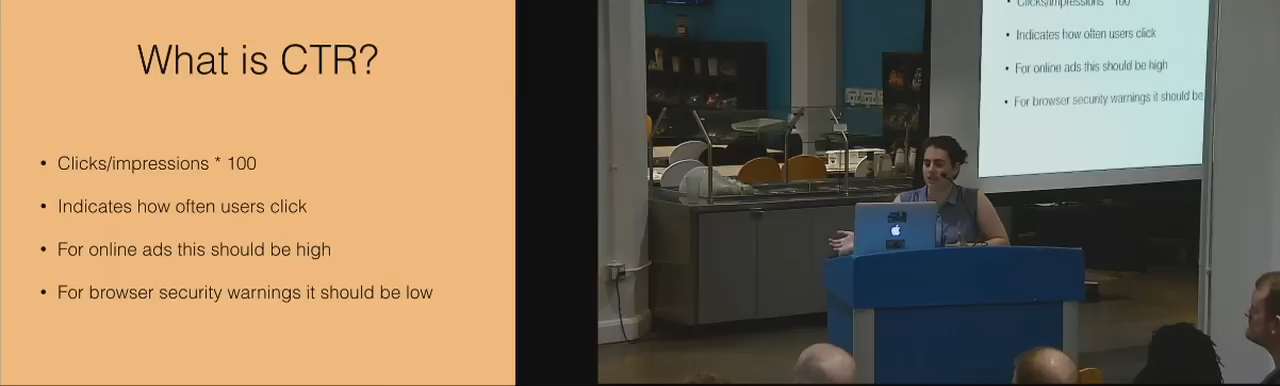 What is CTR?
• Clicks/impressions * 100
• Indicates how often users click
• For online ads this should be high
• For browser security warnings it should be low
• Clicks/impressions * 100
• Indicates how often users click
• For online ads this should be high
• For browser security warnings it should be